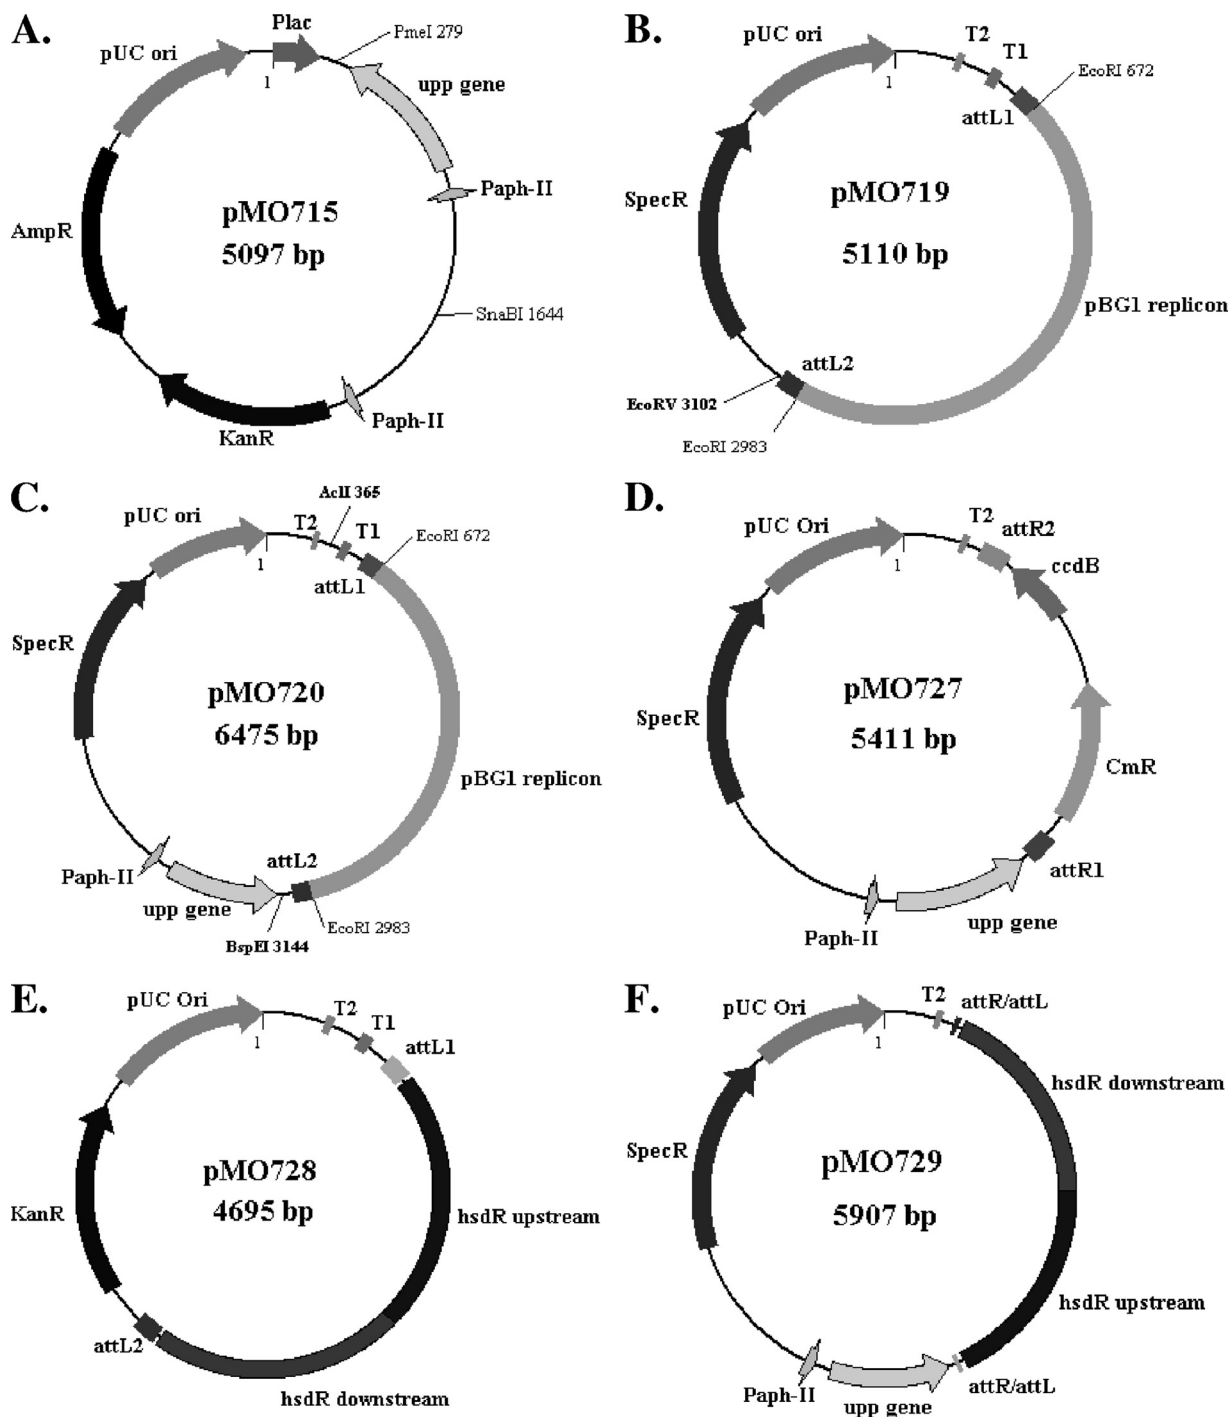 A.
Plac
PmeI 279
pUC ori
1
upp gene
Paph-II
AmpR
pMO715
5097 bp
SnaBI 1644
Paph-II
KanR
B.
pUC ori
T2
T1
1
EcoRI 672
attL1
SpecR
pMO719
5110 bp
pBG1 replicon
attL2
EcoRV 3102
EcoRI 2983
C.
AclI 365
pUC ori
T2
T1
EcoRI 672
1
attL1
SpecR
pMO720
6475 bp
pBG1 replicon
attL2
Paph-II
upp gene
EcoRI 2983
BspEI 3144
D.
pUC Ori
T2
attR2
1
ccdB
pMO727
5411 bp
SpecR
CmR
attR1
upp gene
Paph-II
E.
pUC Ori
T2
T1
1
attL1
pMO728
4695 bp
KanR
hsdR upstream
attL2
hsdR downstream
F.
pUC Ori
T2
attR/attL
1
hsdR downstream
SpecR
pMO729
5907 bp
hsdR upstream
Paph-II
attR/attL
upp gene